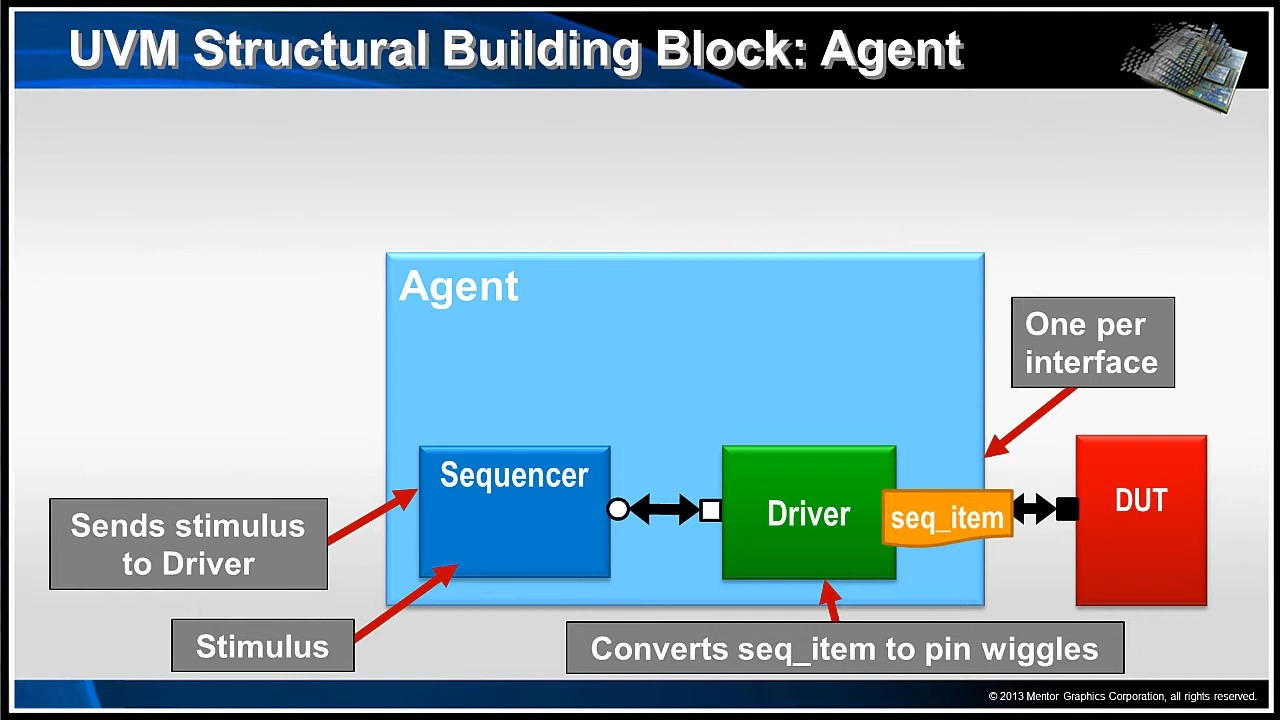 UVM Structural Building Block: Agent
Agent
One per
interface
Sequencer
Driver
seq_item
DUT
Sends stimulus
to Driver
Stimulus
Converts seq_item to pin wiggles
© 2013 Mentor Graphics Corporation, all rights reserved.